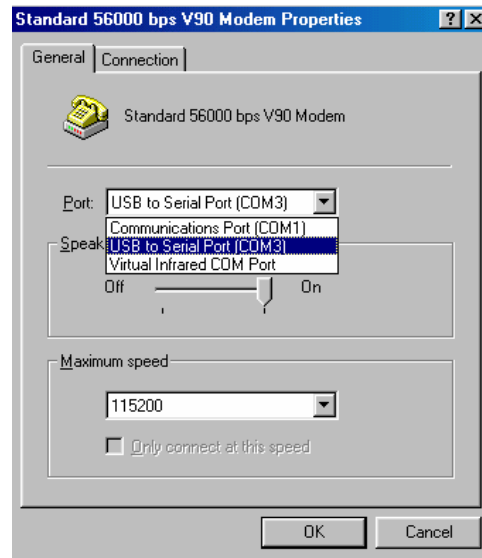 Standard 56000 bps V90 Modem Properties
General Connection
Standard 56000 bps V90 Modem
Port: USB to Serial Port (COM3)
Communications Port (COM1)
USB to Serial Port (COM3)
Virtual Infrared COM Port
Speak
Off On
Maximum speed
115200
Only connect at this speed
OK Cancel